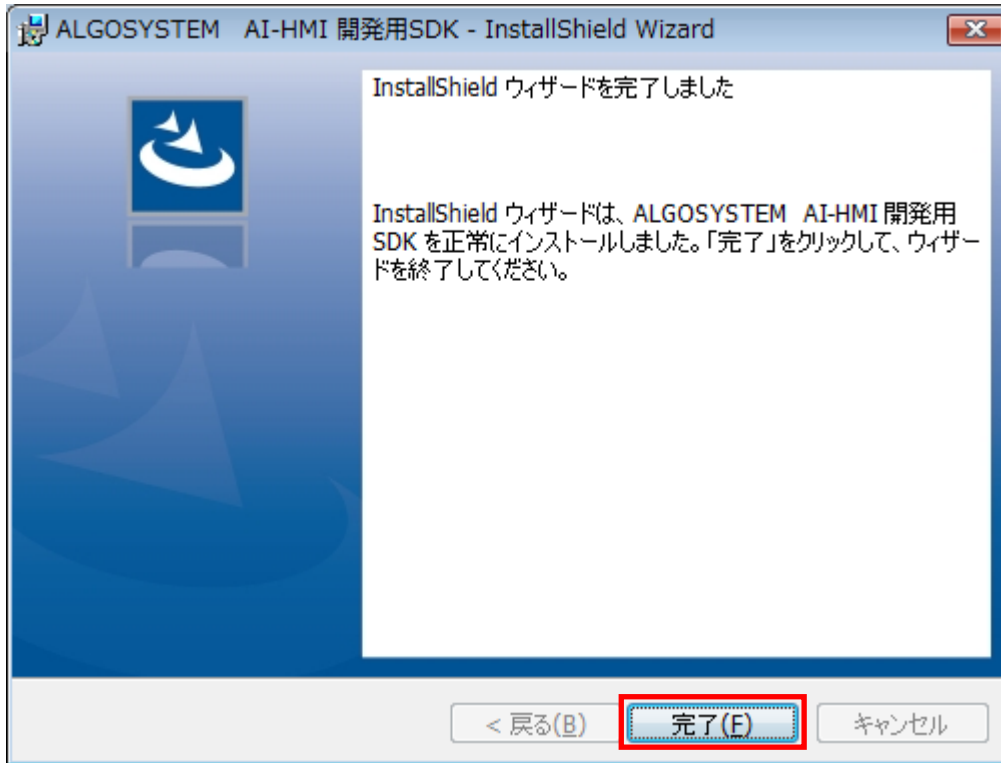 ALGOSYSTEM　AI-HMI 開発用SDK - InstallShield Wizard
InstallShield ウィザードを完了しました
InstallShield ウィザードは、ALGOSYSTEM　AI-HMI 開発用
SDK を正常にインストールしました。「完了」をクリックして、ウィザー
ドを終了してください。
< 戻る(B)
完了(F)
キャンセル